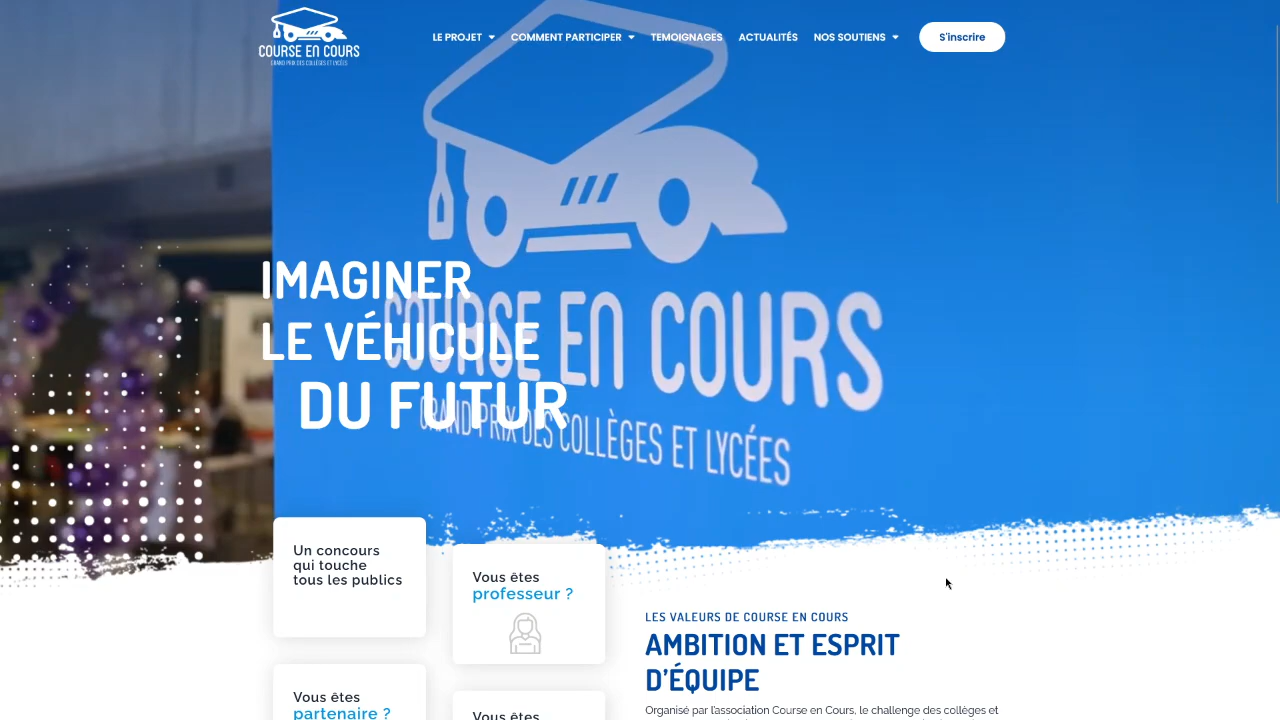 COURSE EN COURS
GRAND PRIX DES COLLÈGES ET LYCÉES
LE PROJET
COMMENT PARTICIPER
TEMOIGNAGES
ACTUALITÉS
NOS SOUTIENS
S'inscrire
IMAGINER
LE VÉHICULE
DU FUTUR
COURSE EN COURS
GRAND PRIX DES COLLÈGES ET LYCÉES
Un concours
qui touche
tous les publics
Vous êtes
professeur ?
Vous êtes
partenaire ?
Vous êtes
LES VALEURS DE COURSE EN COURS
AMBITION ET ESPRIT
D'ÉQUIPE
Organisé par l'association Course en Cours, le challenge des collèges et